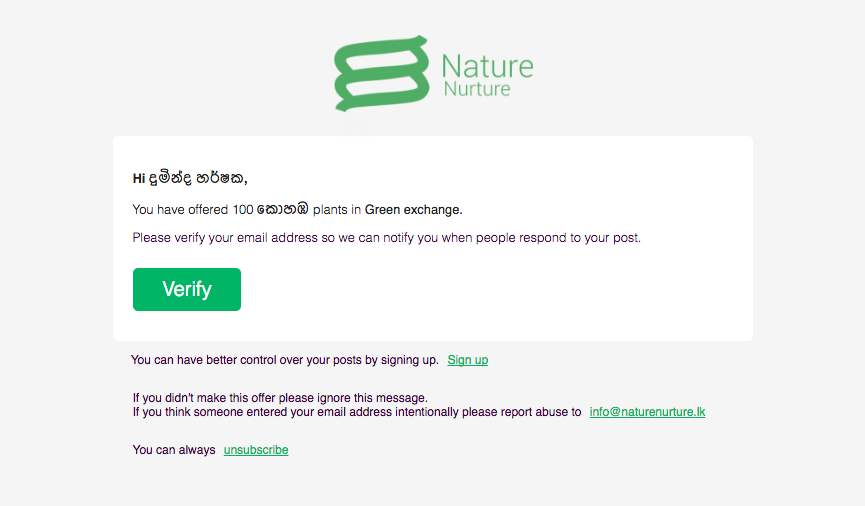 Nature
Nurture
Hi දුමින්ද හර්ෂක,
You have offered 100 කොහඹ plants in Green exchange.
Please verify your email address so we can notify you when people respond to your post.
Verify
You can have better control over your posts by signing up. Sign up
If you didn't make this offer please ignore this message.
If you think someone entered your email address intentionally please report abuse to info@naturenurture.lk
You can always unsubscribe